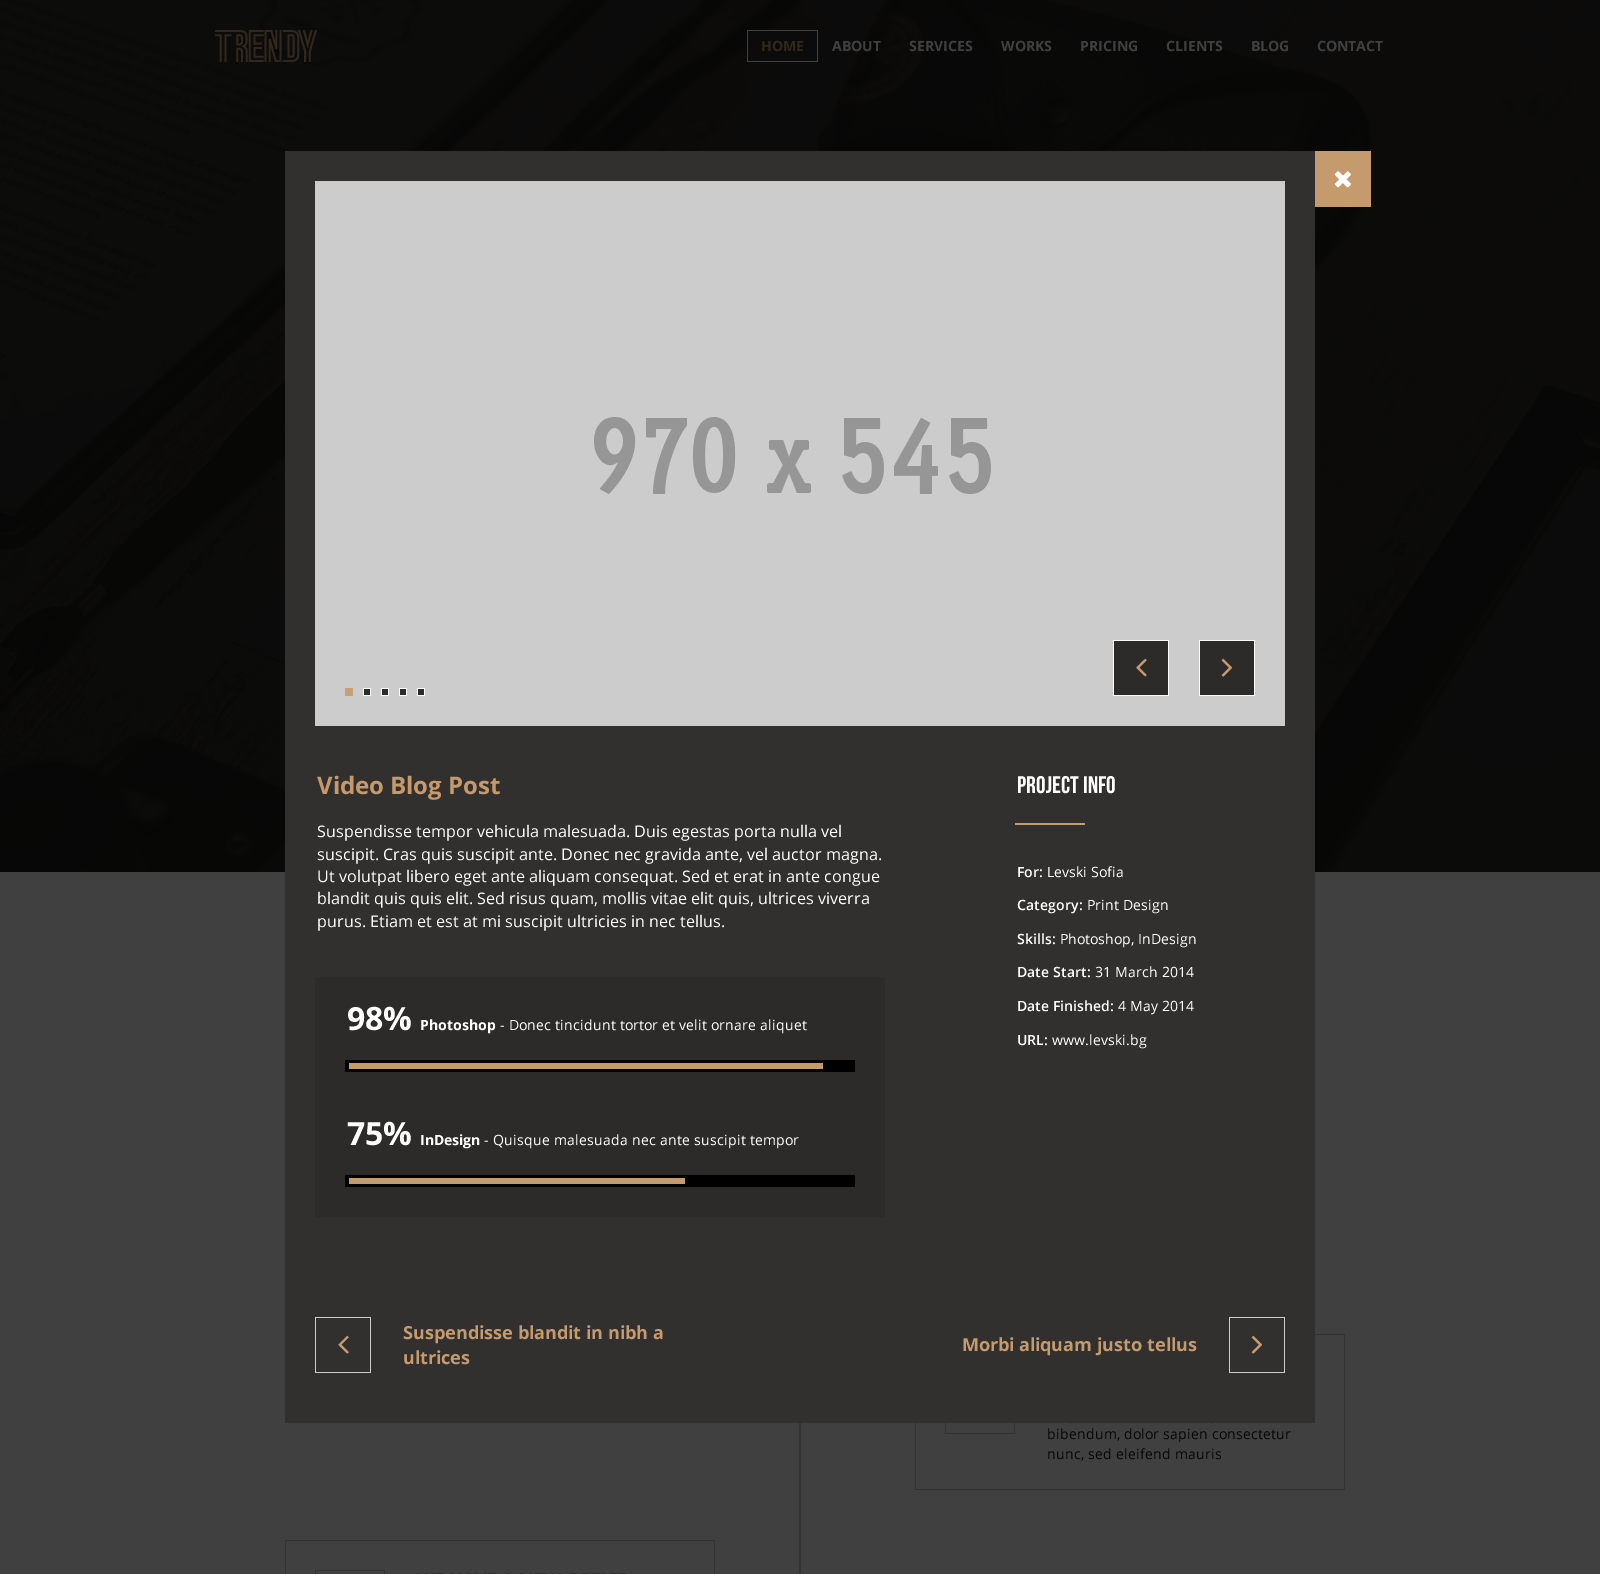 TRENDY
HOME ABOUT SERVICES WORKS PRICING CLIENTS BLOG CONTACT
970 x 545
Video Blog Post
Suspendisse tempor vehicula malesuada. Duis egestas porta nulla vel
suscipit. Cras quis suscipit ante. Donec nec gravida ante, vel auctor magna.
Ut volutpat libero eget ante aliquam consequat. Sed et erat in ante congue
blandit quis quis elit. Sed risus quam, mollis vitae elit quis, ultrices viverra
purus. Etiam et est at mi suscipit ultricies in nec tellus.
98% Photoshop - Donec tincidunt tortor et velit ornare aliquet
75% InDesign - Quisque malesuada nec ante suscipit tempor
PROJECT INFO
For: Levski Sofia
Category: Print Design
Skills: Photoshop, InDesign
Date Start: 31 March 2014
Date Finished: 4 May 2014
URL: www.levski.bg
Suspendisse blandit in nibh a
ultrices
Morbi aliquam justo tellus
bibendum, dolor sapien consectetur
nunc, sed eleifend mauris